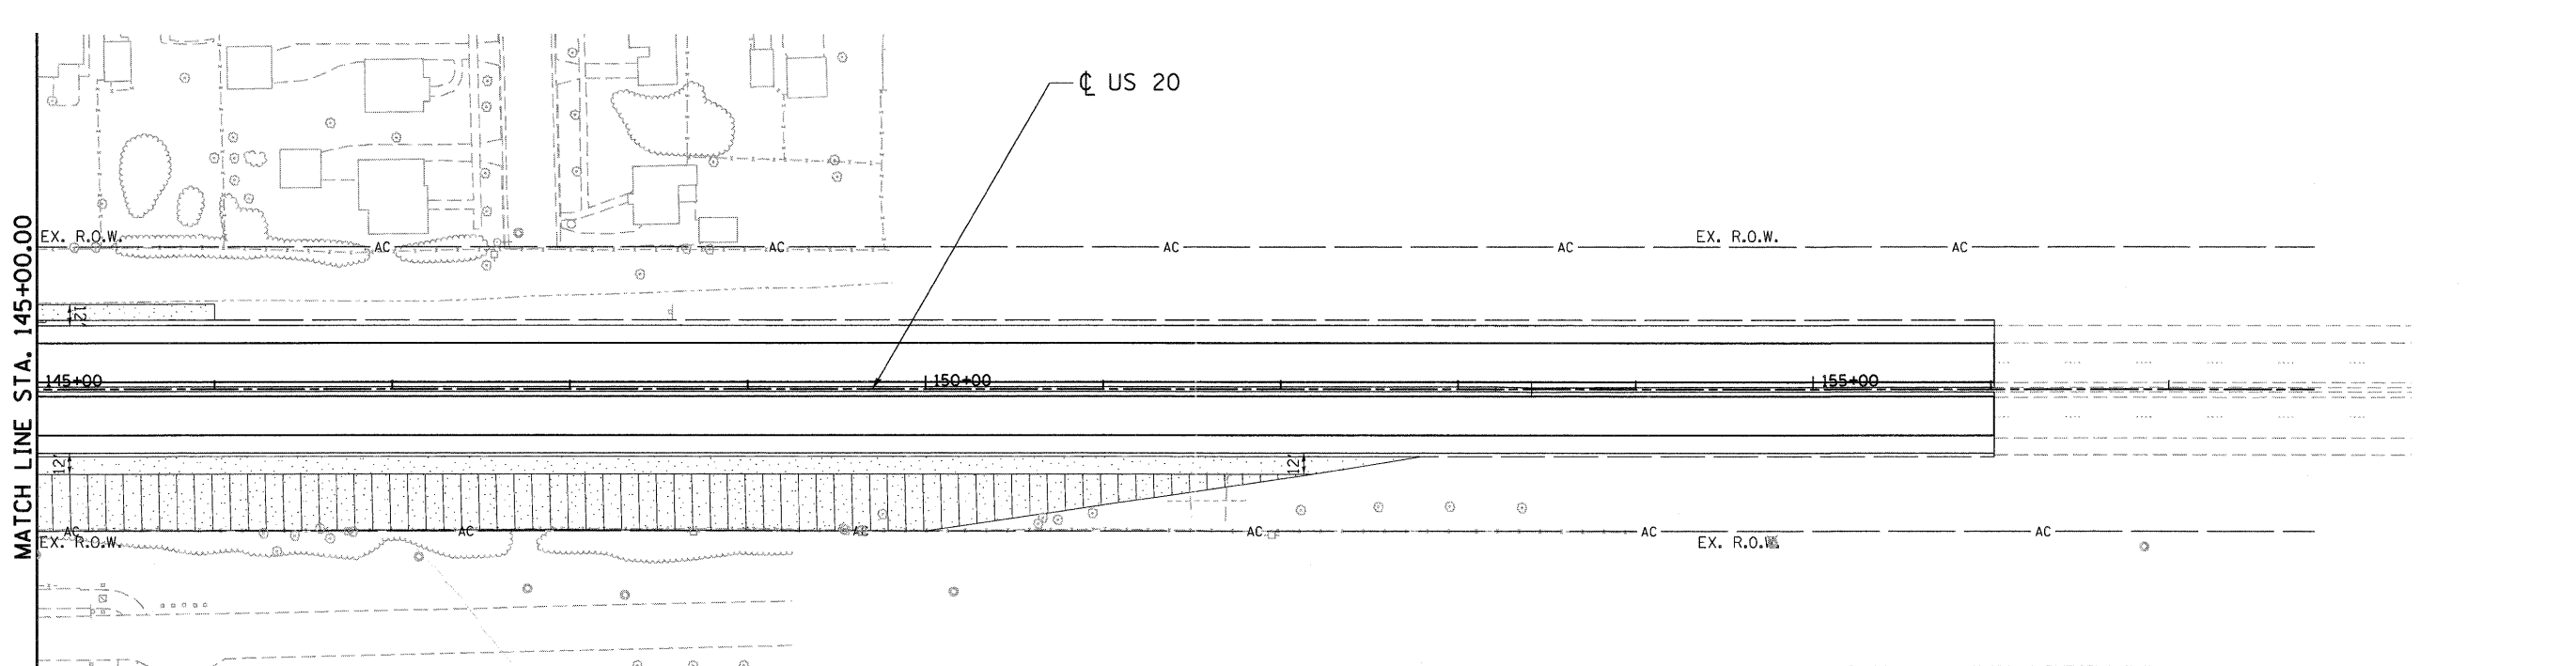 ℄ US 20
MATCH LINE STA. 145+00.00
EX. R.O.W.
EX. R.O.W.
AC AC AC AC AC
12'
145+00 150+00 155+00
12' 12'
AC AC AC AC AC AC
EX. R.O.W.
EX. R.O.W.